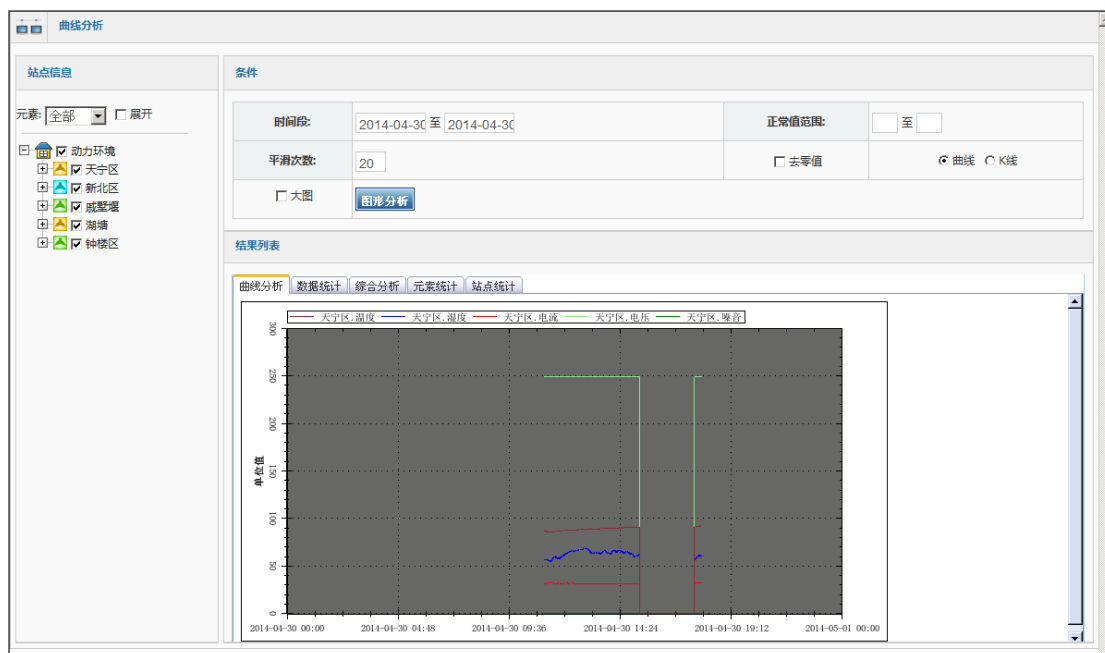 曲线分析
站点信息
元素: 全部 展开
动力环境
天宁区
新北区
戚墅堰
湖塘
钟楼区
条件
时间段: 2014-04-30 至 2014-04-30 正常值范围: 至
平滑次数: 20 去零值 曲线 K线
大图 图形分析
结果列表
曲线分析 数据统计 综合分析 元素统计 站点统计
天宁区.温度 天宁区.湿度 天宁区.电流 天宁区.电压 天宁区.噪音
单位值
300
250
200
150
100
50
0
2014-04-30 00:00 2014-04-30 04:48 2014-04-30 09:36 2014-04-30 14:24 2014-04-30 19:12 2014-05-01 00:00